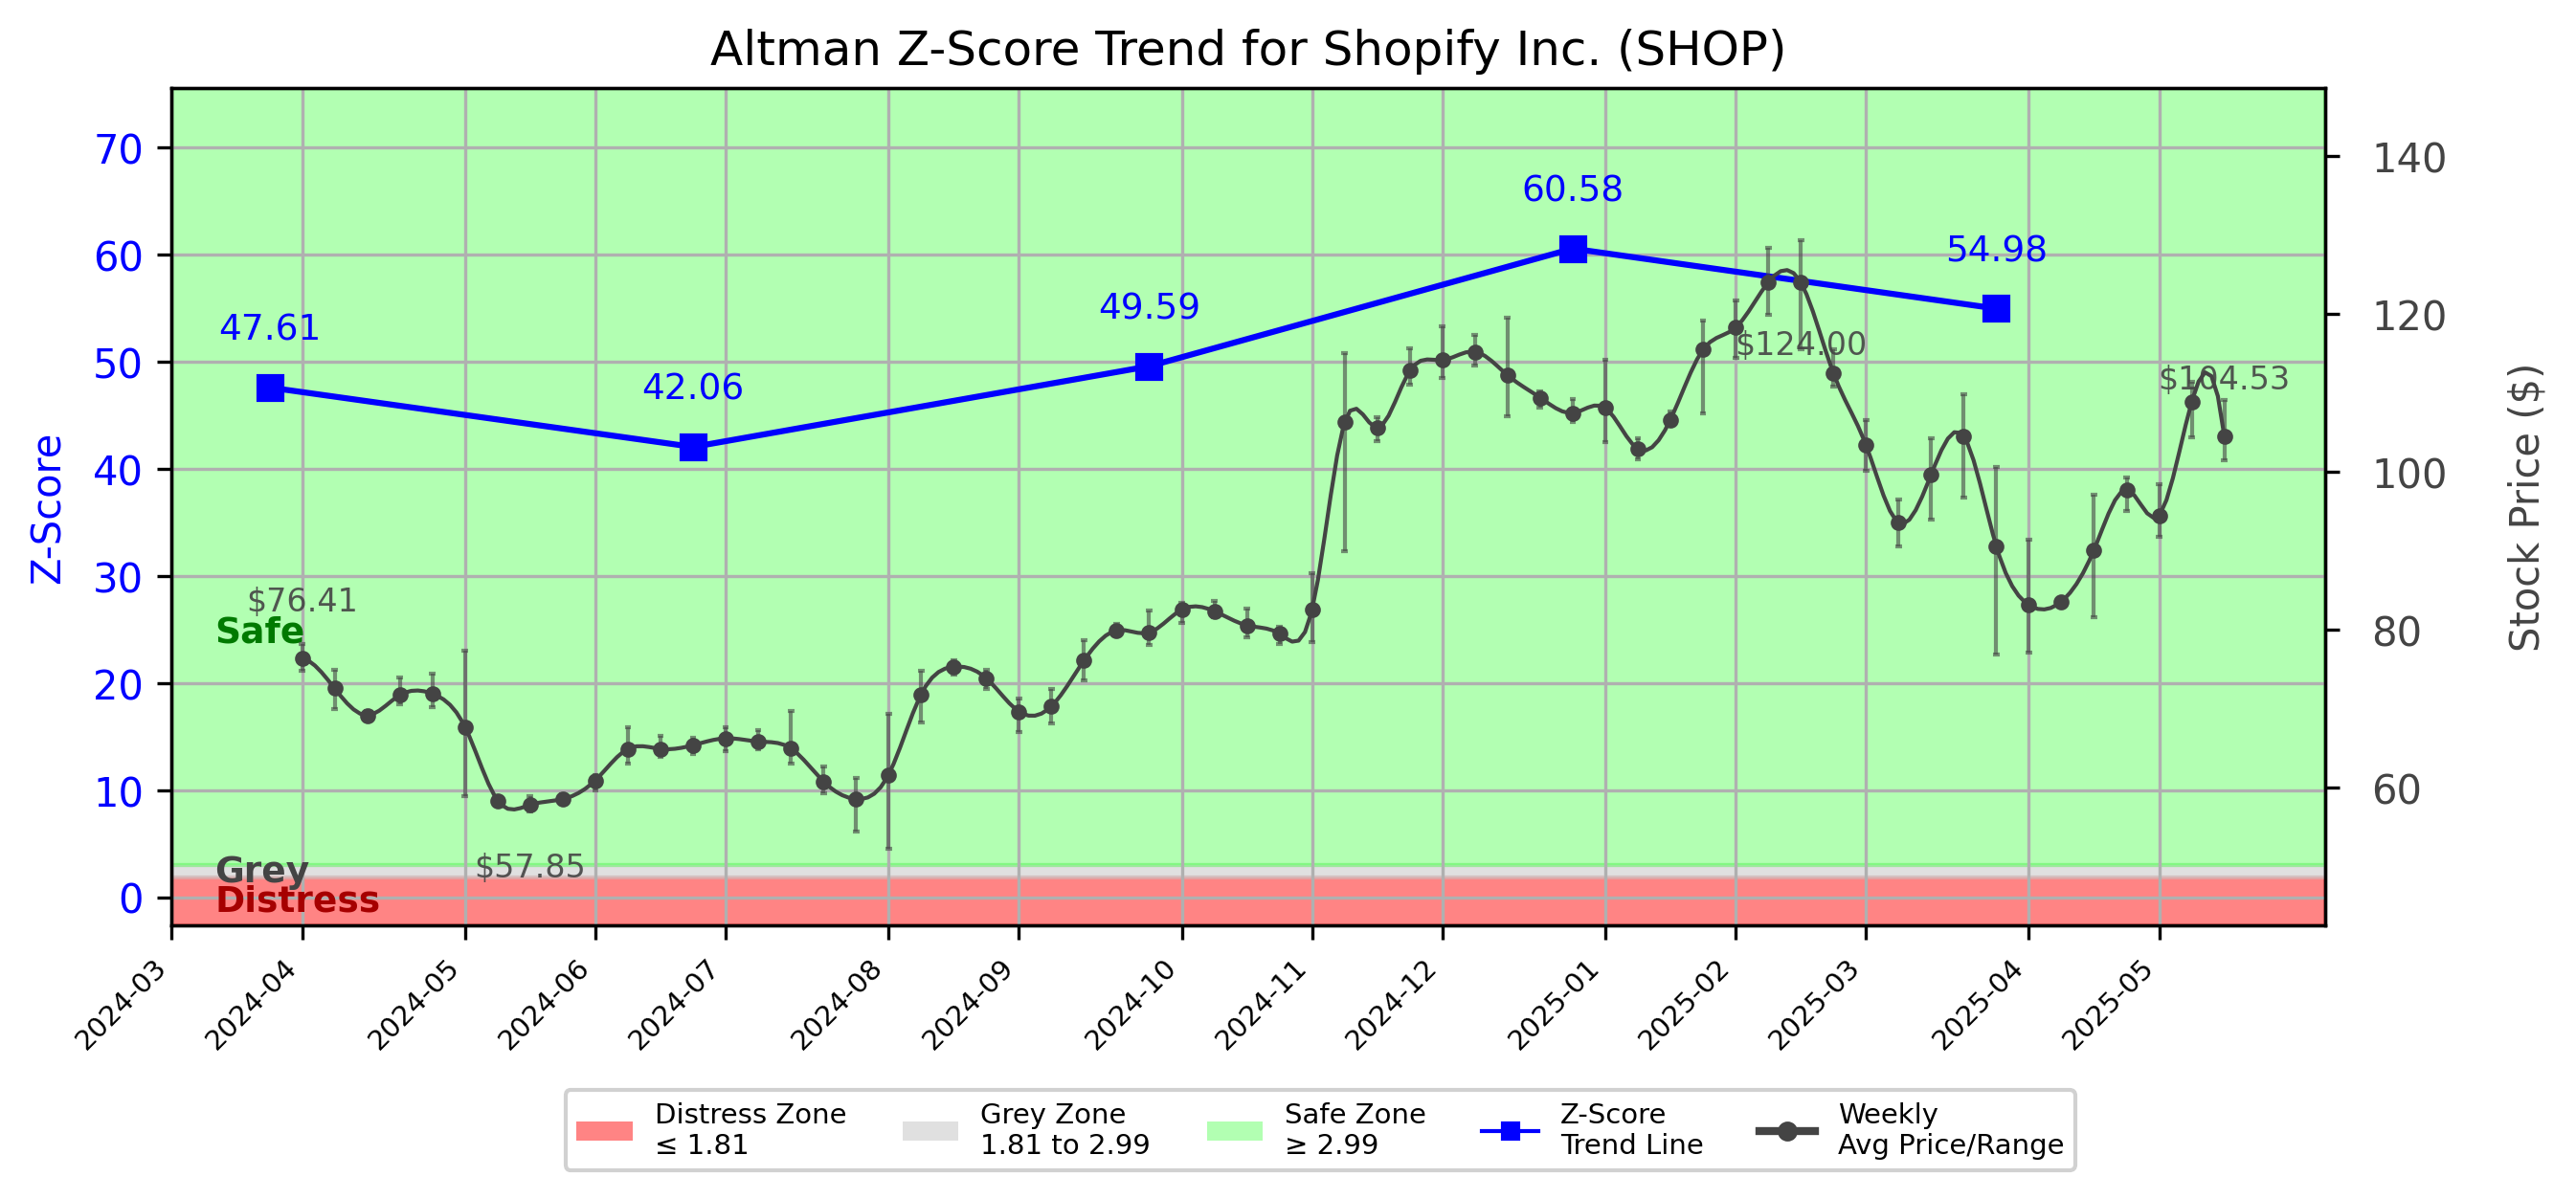 Altman Z-Score Trend for Shopify Inc. (SHOP)
Z-Score
70
60
50
40
30
20
10
0
Stock Price ($)
140
120
100
80
60
47.61
42.06
49.59
60.58
54.98
$76.41
$57.85
$124.00
$104.53
Safe
Grey
Distress
2024-03
2024-04
2024-05
2024-06
2024-07
2024-08
2024-09
2024-10
2024-11
2024-12
2025-01
2025-02
2025-03
2025-04
2025-05
Distress Zone
≤ 1.81
Grey Zone
1.81 to 2.99
Safe Zone
≥ 2.99
Z-Score
Trend Line
Weekly
Avg Price/Range